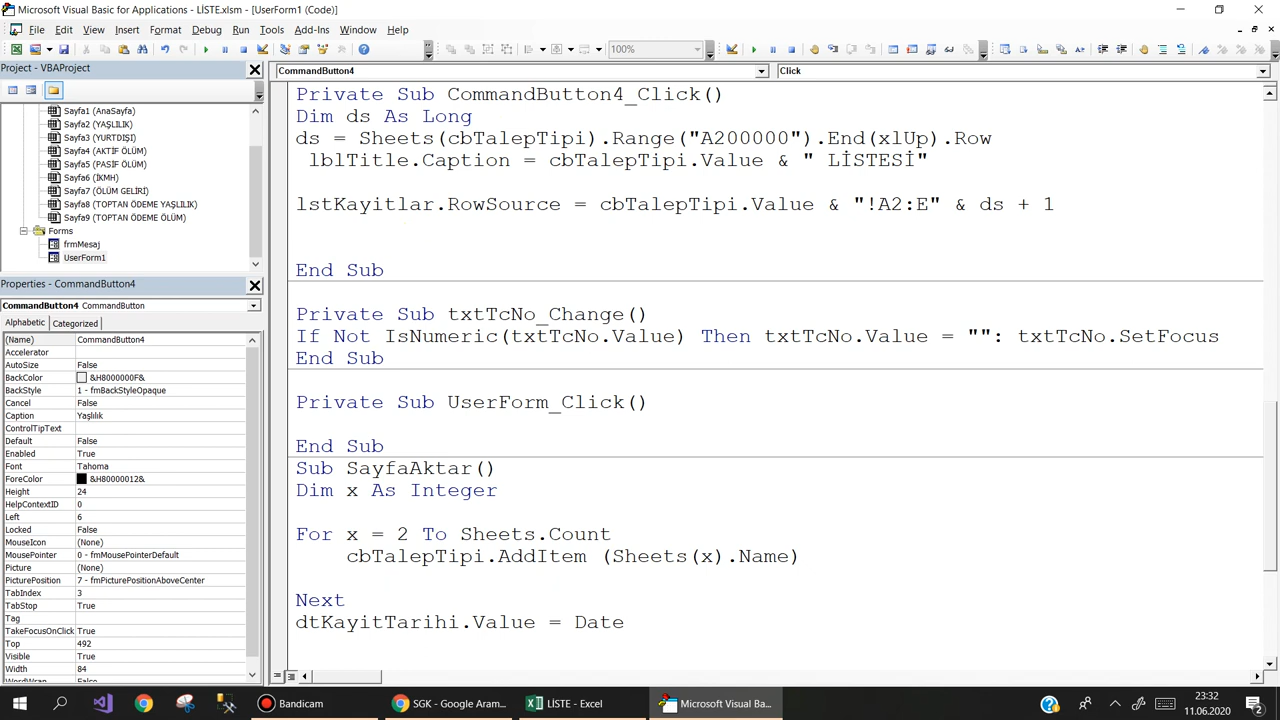 Microsoft Visual Basic for Applications - LİSTE.xlsm - [UserForm1 (Code)]
File Edit View Insert Format Debug Run Tools Add-Ins Window Help
100%
Project - VBAProject
Sayfa1 (AnaSayfa)
Sayfa2 (YAŞLILIK)
Sayfa3 (YURTDIŞI)
Sayfa4 (AKTİF ÖLÜM)
Sayfa5 (PASİF ÖLÜM)
Sayfa6 (İKMH)
Sayfa7 (ÖLÜM GELİRİ)
Sayfa8 (TOPTAN ÖDEME YAŞLILIK)
Sayfa9 (TOPTAN ÖDEME ÖLÜM)
Forms
frmMesaj
UserForm1
Properties - CommandButton4
CommandButton4 CommandButton
Alphabetic Categorized
(Name) CommandButton4
Accelerator
AutoSize False
BackColor &H8000000F&
BackStyle 1 - fmBackStyleOpaque
Cancel False
Caption Yaşlılık
ControlTipText
Default False
Enabled True
Font Tahoma
ForeColor &H80000012&
Height 24
HelpContextID 0
Left 6
Locked False
MouseIcon (None)
MousePointer 0 - fmMousePointerDefault
Picture (None)
PicturePosition 7 - fmPicturePositionAboveCenter
TabIndex 3
TabStop True
Tag
TakeFocusOnClick True
Top 492
Visible True
Width 84
WordWrap False
CommandButton4 Click
Private Sub CommandButton4_Click()
Dim ds As Long
ds = Sheets(cbTalepTipi).Range("A200000").End(xlUp).Row
lblTitle.Caption = cbTalepTipi.Value & " LİSTESİ"
lstKayitlar.RowSource = cbTalepTipi.Value & "!A2:E" & ds + 1
End Sub
Private Sub txtTcNo_Change()
If Not IsNumeric(txtTcNo.Value) Then txtTcNo.Value = "": txtTcNo.SetFocus
End Sub
Private Sub UserForm_Click()
End Sub
Sub SayfaAktar()
Dim x As Integer
For x = 2 To Sheets.Count
cbTalepTipi.AddItem (Sheets(x).Name)
Next
dtKayitTarihi.Value = Date
Bandicam
SGK - Google Aram...
LİSTE - Excel
Microsoft Visual Ba...
23:32
11.06.2020
2